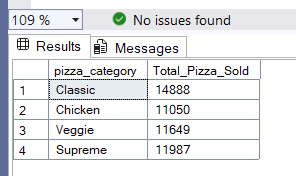 109 % No issues found
Results Messages
pizza_category Total_Pizza_Sold
1 Classic 14888
2 Chicken 11050
3 Veggie 11649
4 Supreme 11987